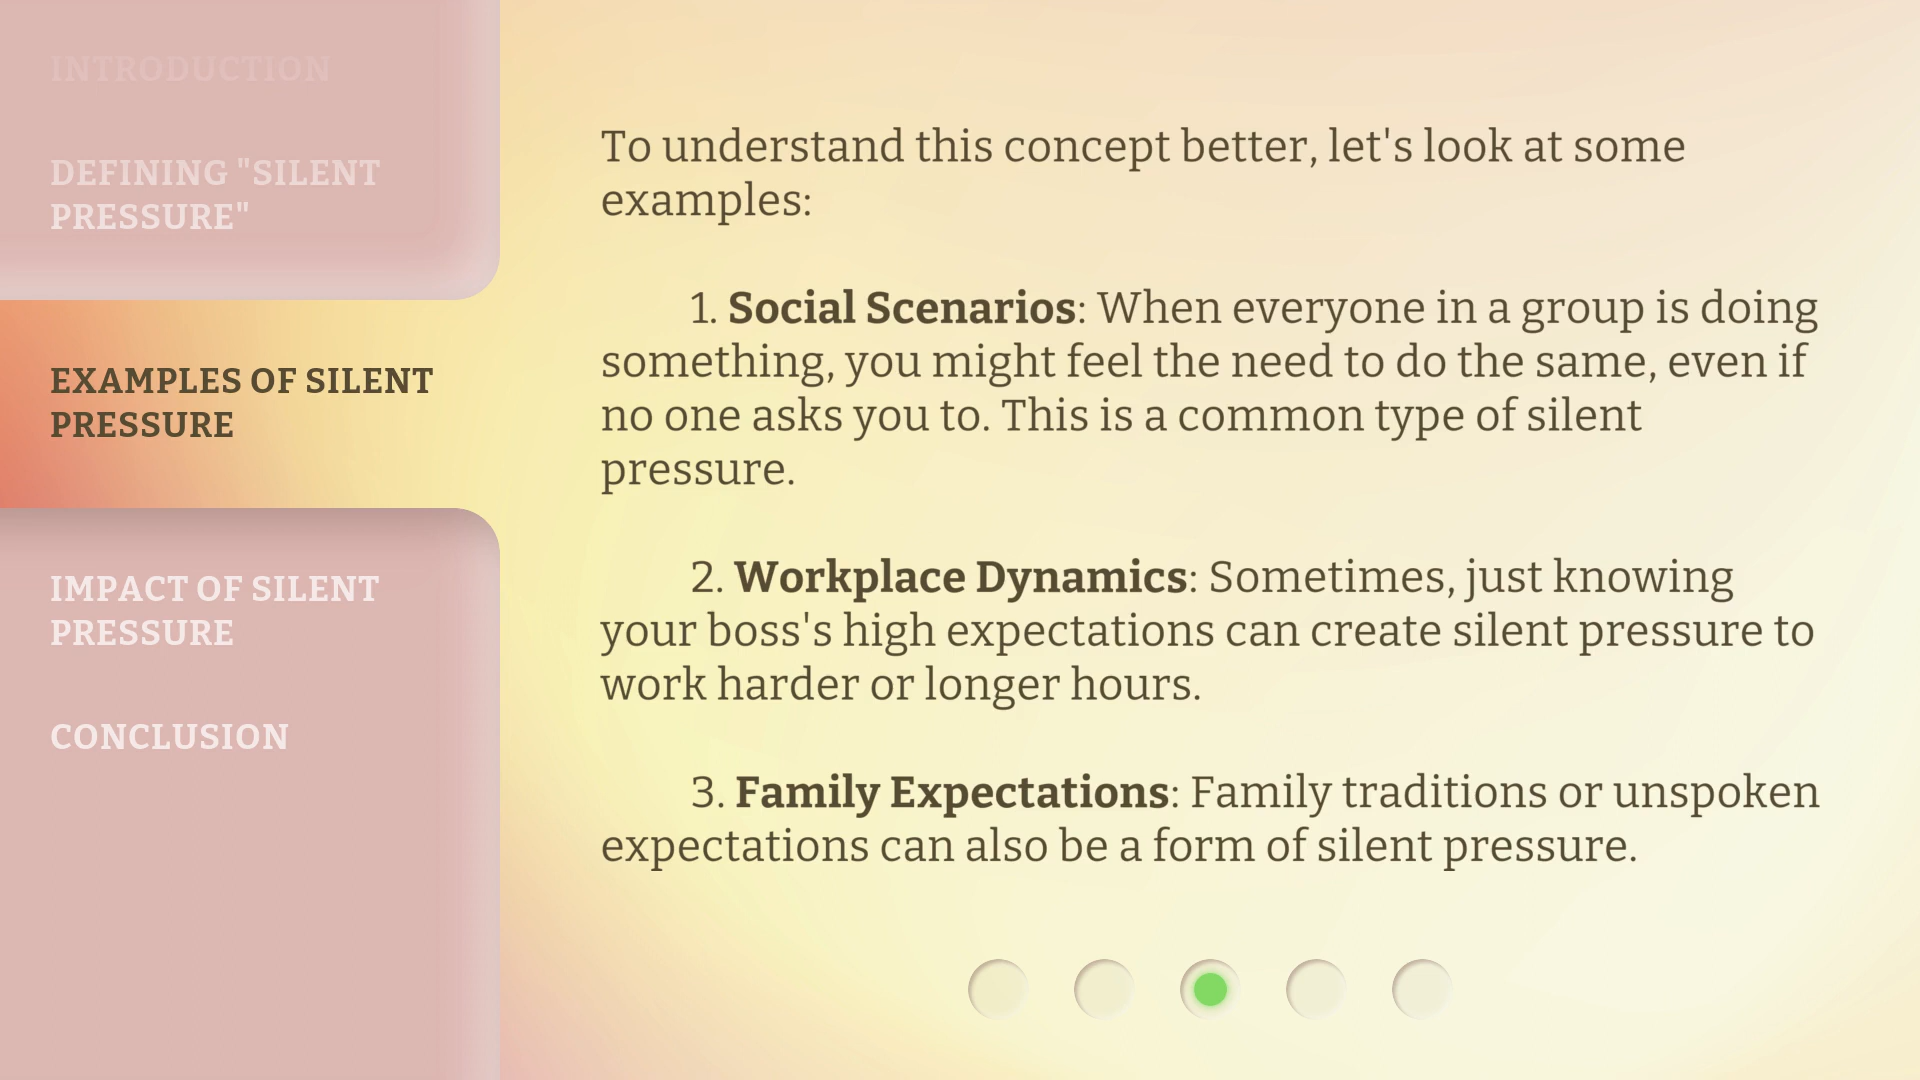 INTRODUCTION
DEFINING "SILENT
PRESSURE"
EXAMPLES OF SILENT
PRESSURE
IMPACT OF SILENT
PRESSURE
CONCLUSION
To understand this concept better, let's look at some
examples:
1. Social Scenarios: When everyone in a group is doing
something, you might feel the need to do the same, even if
no one asks you to. This is a common type of silent
pressure.
2. Workplace Dynamics: Sometimes, just knowing
your boss's high expectations can create silent pressure to
work harder or longer hours.
3. Family Expectations: Family traditions or unspoken
expectations can also be a form of silent pressure.